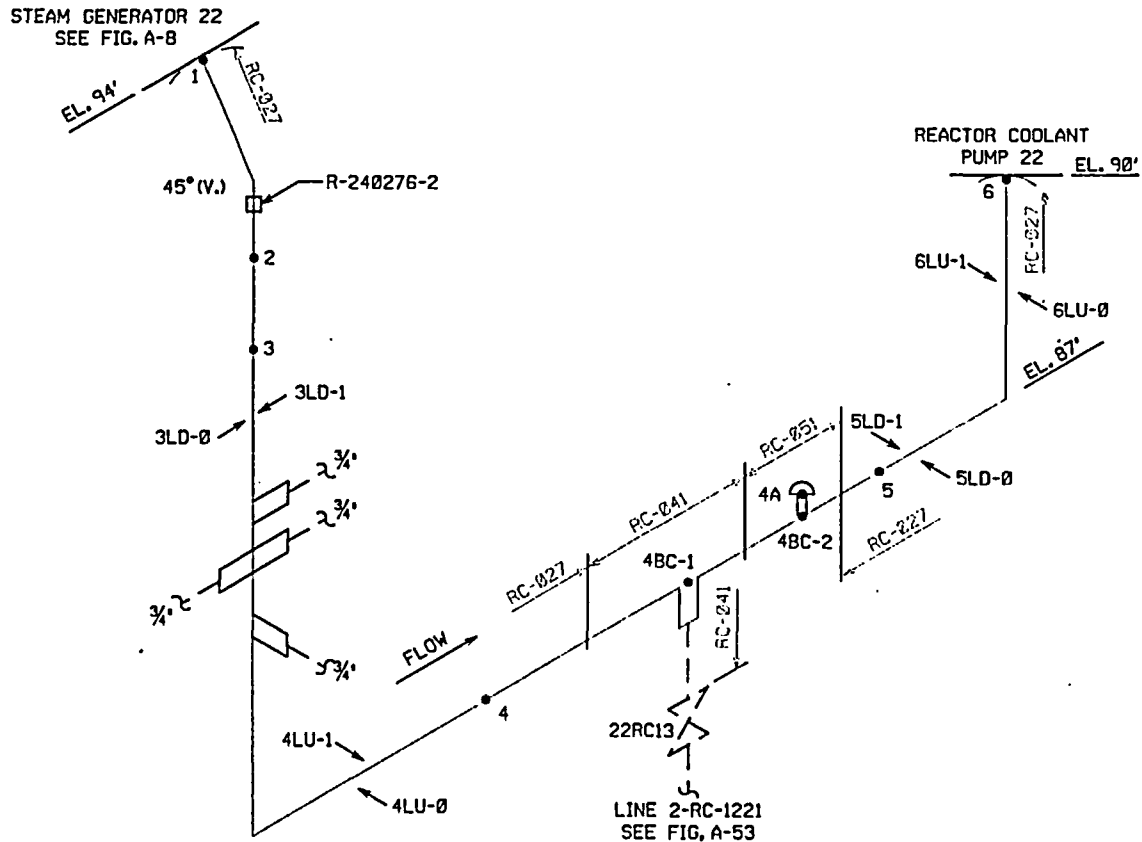 STEAM GENERATOR 22
SEE FIG. A-8
1
RC-027
EL. 94'
REACTOR COOLANT
PUMP 22
EL. 90'
6
RC-027
45° (V.)
R-240276-2
2
6LU-1
6LU-0
3
EL. 87'
3LD-1
3LD-0
RC-051
5LD-1
3/4"
4A
5
5LD-0
RC-041
3/4"
4BC-2
RC-027
4BC-1
RC-027
3/4"
RC-041
FLOW
3/4"
4
22RC13
4LU-1
4LU-0
LINE 2-RC-1221
SEE FIG. A-53